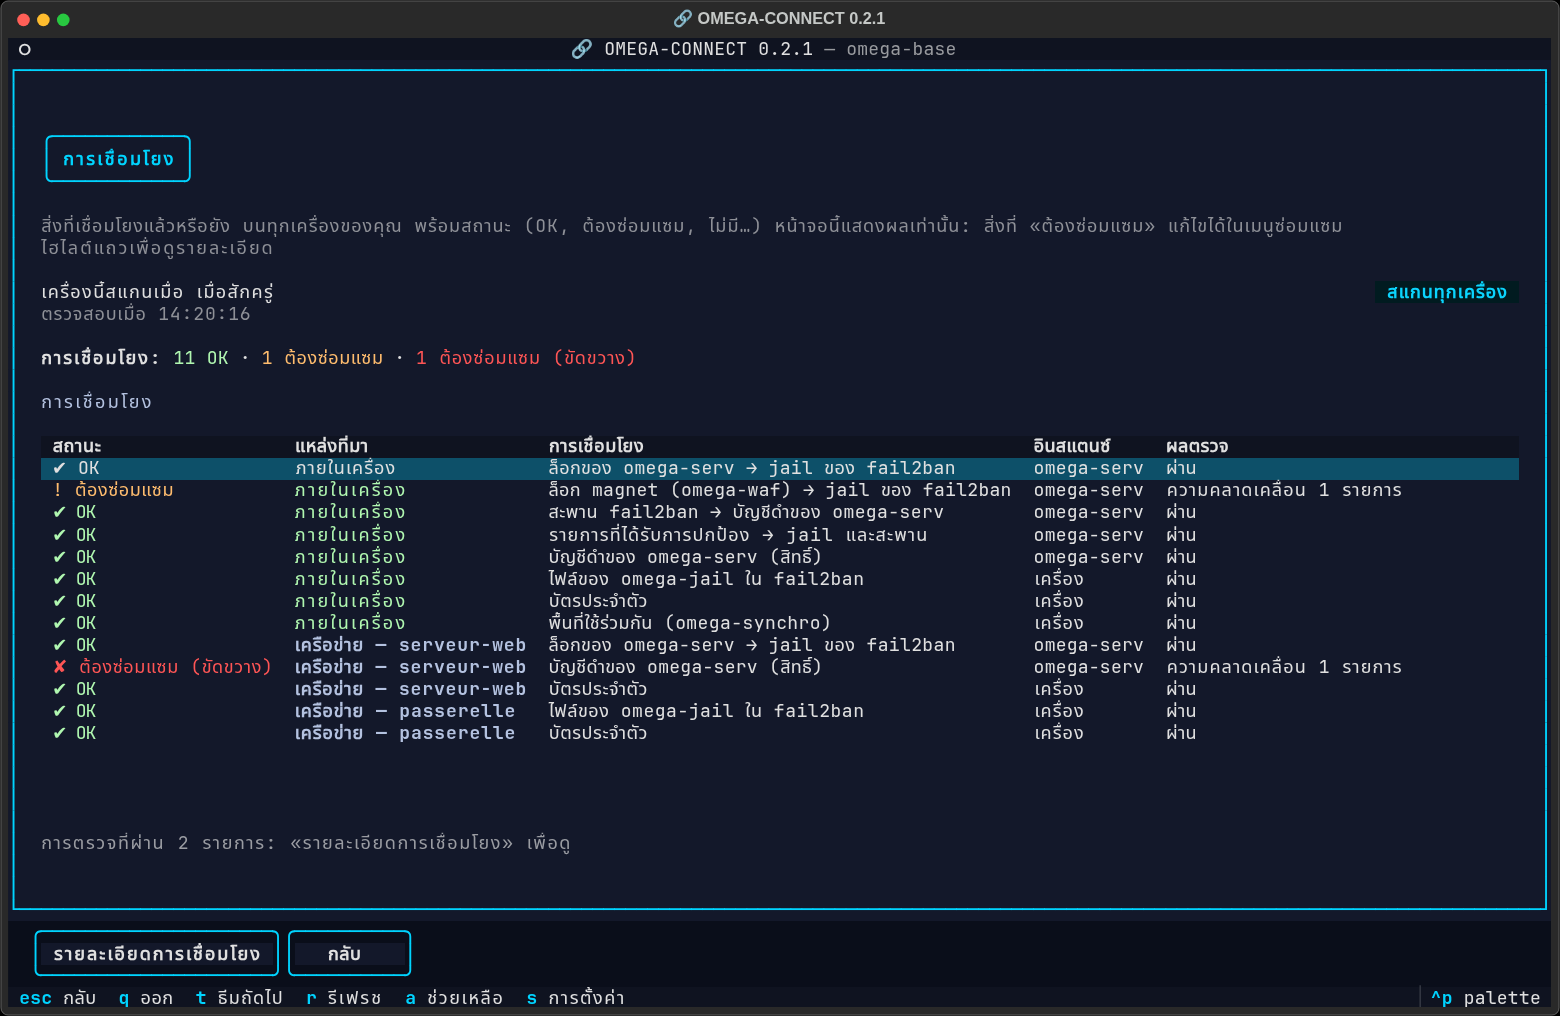 🔗 OMEGA-CONNECT 0.2.1
🔗 OMEGA-CONNECT 0.2.1 — omega-base
การเชื่อมโยง
สิ่งที่เชื่อมโยงแล้วหรือยัง บนทุกเครื่องของคุณ พร้อมสถานะ (OK, ต้องซ่อมแซม, ไม่มี…) หน้าจอนี้แสดงผลเท่านั้น: สิ่งที่ «ต้องซ่อมแซม» แก้ไขได้ในเมนูซ่อมแซม
ไฮไลต์แถวเพื่อดูรายละเอียด
เครื่องนี้สแกนเมื่อ เมื่อสักครู่ สแกนทุกเครื่อง
ตรวจสอบเมื่อ 14:20:16
การเชื่อมโยง: 11 OK · 1 ต้องซ่อมแซม · 1 ต้องซ่อมแซม (ขัดขวาง)
การเชื่อมโยง
สถานะ แหล่งที่มา การเชื่อมโยง อินสแตนซ์ ผลตรวจ
✔ OK ภายในเครื่อง ล็อกของ omega-serv → jail ของ fail2ban omega-serv ผ่าน
! ต้องซ่อมแซม ภายในเครื่อง ล็อก magnet (omega-waf) → jail ของ fail2ban omega-serv ความคลาดเคลื่อน 1 รายการ
✔ OK ภายในเครื่อง สะพาน fail2ban → บัญชีดำของ omega-serv omega-serv ผ่าน
✔ OK ภายในเครื่อง รายการที่ได้รับการปกป้อง → jail และสะพาน omega-serv ผ่าน
✔ OK ภายในเครื่อง บัญชีดำของ omega-serv (สิทธิ์) omega-serv ผ่าน
✔ OK ภายในเครื่อง ไฟล์ของ omega-jail ใน fail2ban เครื่อง ผ่าน
✔ OK ภายในเครื่อง บัตรประจำตัว เครื่อง ผ่าน
✔ OK ภายในเครื่อง พื้นที่ใช้ร่วมกัน (omega-synchro) เครื่อง ผ่าน
✔ OK เครือข่าย — serveur-web ล็อกของ omega-serv → jail ของ fail2ban omega-serv ผ่าน
✘ ต้องซ่อมแซม (ขัดขวาง) เครือข่าย — serveur-web บัญชีดำของ omega-serv (สิทธิ์) omega-serv ความคลาดเคลื่อน 1 รายการ
✔ OK เครือข่าย — serveur-web บัตรประจำตัว เครื่อง ผ่าน
✔ OK เครือข่าย — passerelle ไฟล์ของ omega-jail ใน fail2ban เครื่อง ผ่าน
✔ OK เครือข่าย — passerelle บัตรประจำตัว เครื่อง ผ่าน
การตรวจที่ผ่าน 2 รายการ: «รายละเอียดการเชื่อมโยง» เพื่อดู
รายละเอียดการเชื่อมโยง กลับ
esc กลับ q ออก t ธีมถัดไป r รีเฟรช a ช่วยเหลือ s การตั้งค่า ^p palette